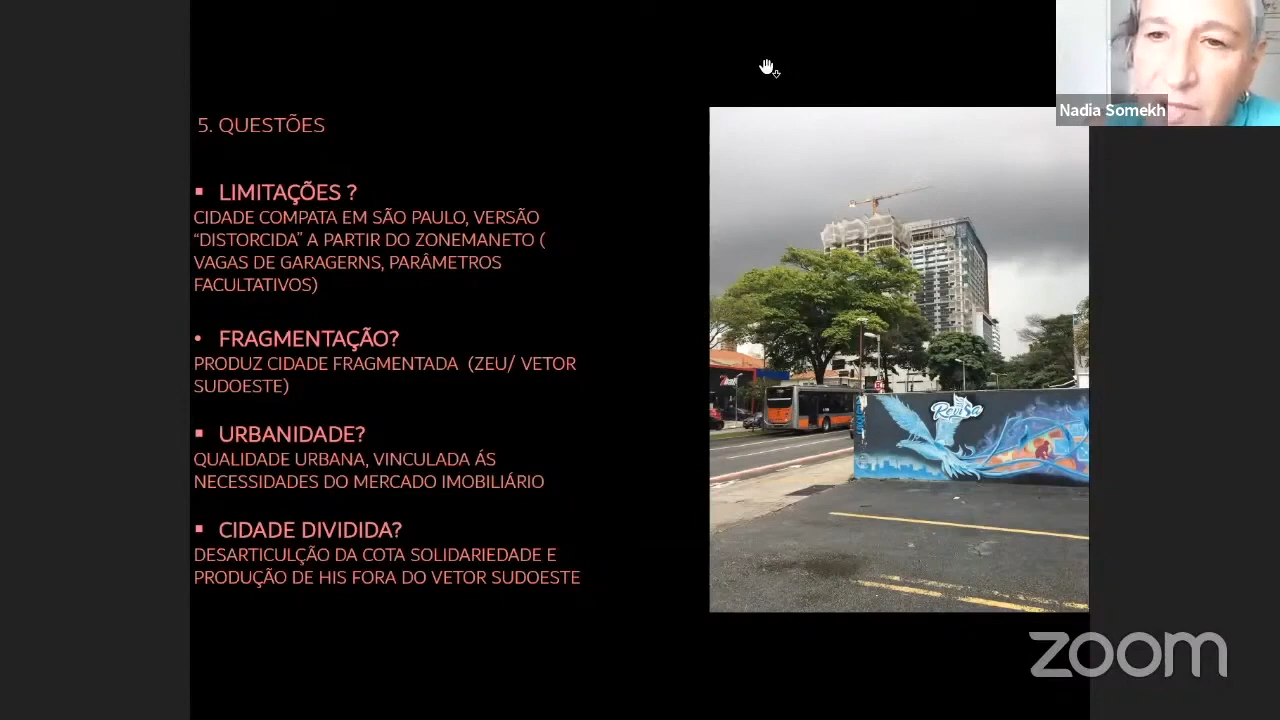 Nadia Somekh
5. QUESTÕES
▪ LIMITAÇÕES ?
CIDADE COMPATA EM SÃO PAULO, VERSÃO
“DISTORCIDA” A PARTIR DO ZONEMANETO (
VAGAS DE GARAGERNS, PARÂMETROS
FACULTATIVOS)
• FRAGMENTAÇÃO?
PRODUZ CIDADE FRAGMENTADA (ZEU/ VETOR
SUDOESTE)
▪ URBANIDADE?
QUALIDADE URBANA, VINCULADA ÁS
NECESSIDADES DO MERCADO IMOBILIÁRIO
▪ CIDADE DIVIDIDA?
DESARTICULÇÃO DA COTA SOLIDARIEDADE E
PRODUÇÃO DE HIS FORA DO VETOR SUDOESTE
zoom